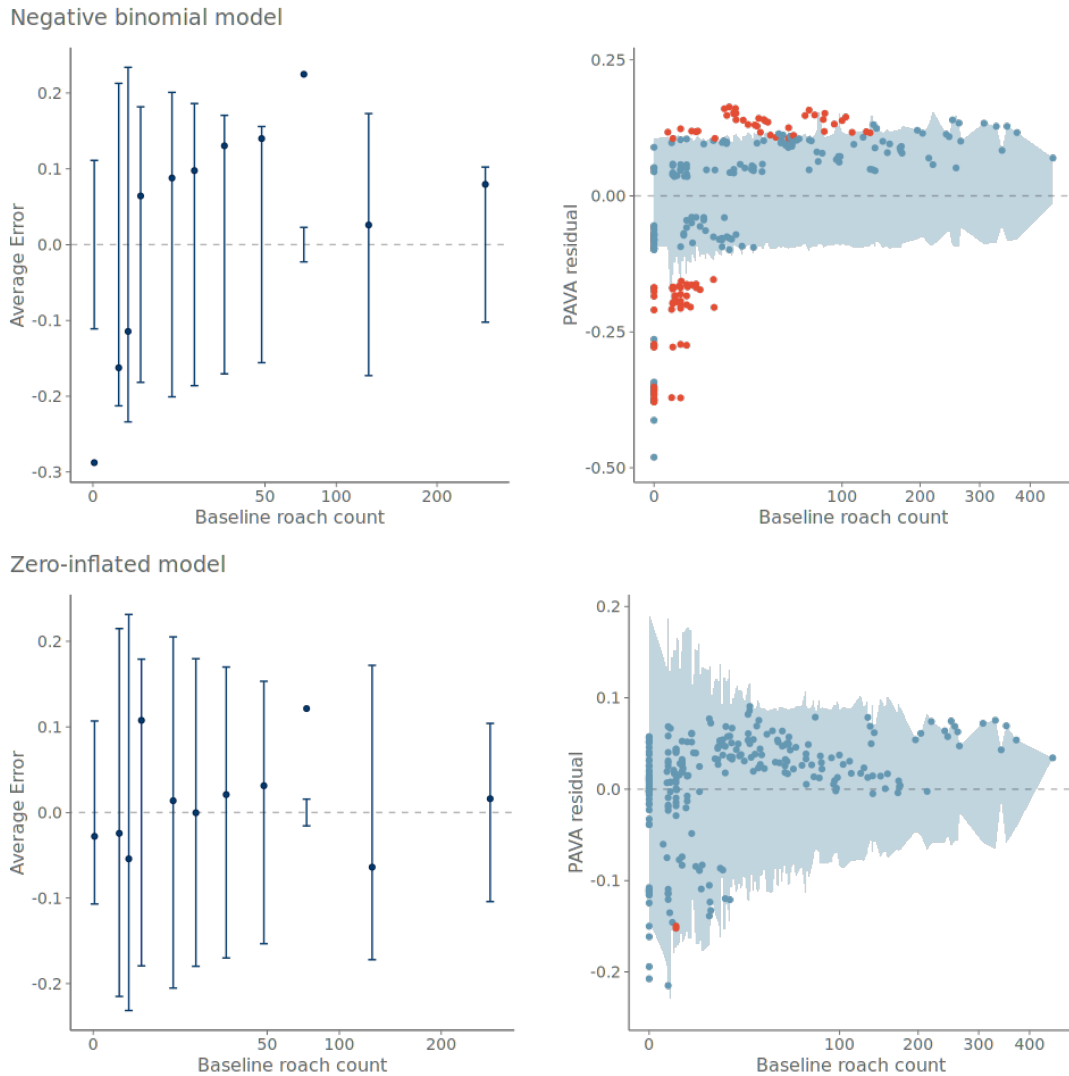 Negative binomial model
Average Error
0.2
0.1
0.0
-0.1
-0.2
-0.3
0 50 100 200
Baseline roach count
PAVA residual
0.25
0.00
-0.25
-0.50
0 100 200 300 400
Baseline roach count
Zero-inflated model
Average Error
0.2
0.1
0.0
-0.1
-0.2
0 50 100 200
Baseline roach count
PAVA residual
0.2
0.1
0.0
-0.1
-0.2
0 100 200 300 400
Baseline roach count